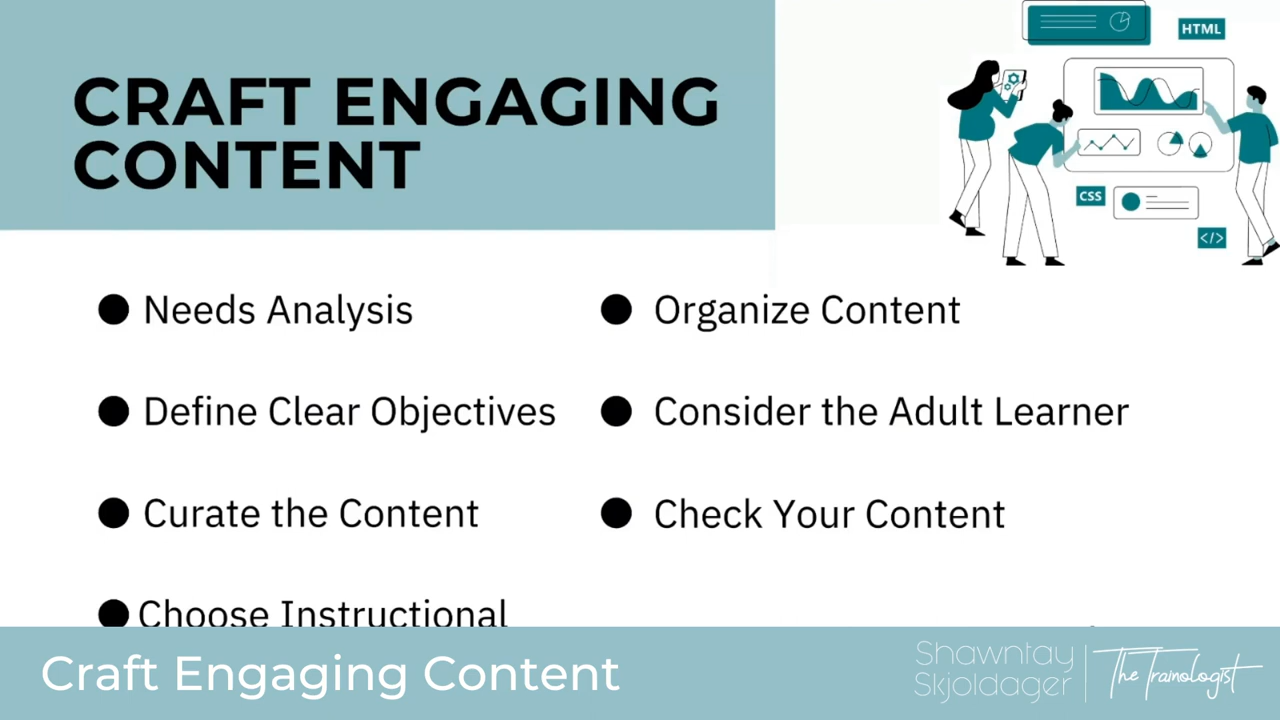 CRAFT ENGAGING
CONTENT
HTML
CSS
</>
Needs Analysis
Define Clear Objectives
Curate the Content
Choose Instructional
Organize Content
Consider the Adult Learner
Check Your Content
Craft Engaging Content
Shawntay
Skjoldager
The Trainologist